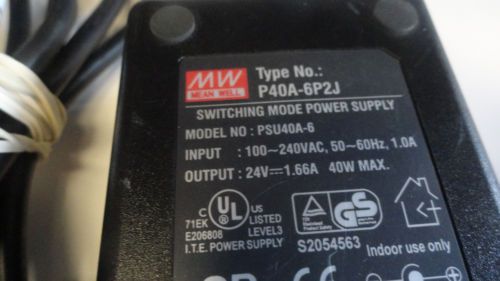 MW
MEAN WELL
Type No.:
P40A-6P2J
SWITCHING MODE POWER SUPPLY
MODEL NO : PSU40A-6
INPUT : 100~240VAC, 50~60Hz, 1.0A
OUTPUT : 24V⎓1.66A 40W MAX.
C UL US
LISTED
71EK LEVEL3
E206808
I.T.E. POWER SUPPLY
GS
S2054563
Indoor use only